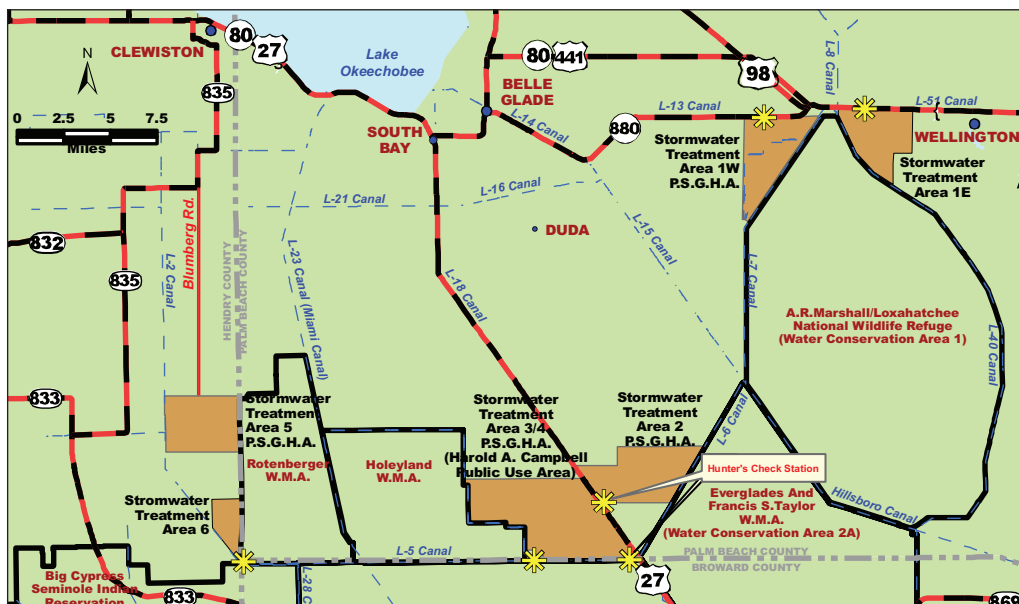 80
27
CLEWISTON
N
835
0 2.5 5 7.5
Miles
Lake
Okeechobee
80
441
98
BELLE
GLADE
SOUTH
BAY
L-14 Canal
880
L-13 Canal
L-8 Canal
L-51 Canal
WELLINGTON
Stormwater
Treatment
Area 1W
P.S.G.H.A.
Stormwater
Treatment
Area 1E
L-16 Canal
L-21 Canal
DUDA
L-15 Canal
832
835
L-2 Canal
Blumberg Rd.
HENDRY COUNTY
PALM BEACH COUNTY
L-23 Canal (Miami Canal)
L-18 Canal
L-7 Canal
A.R.Marshall/Loxahatchee
National Wildlife Refuge
(Water Conservation Area 1)
L-40 Canal
833
Stormwater
Treatment
Area 5
P.S.G.H.A.
Rotenberger
W.M.A.
Holeyland
W.M.A.
Stormwater
Treatment
Area 3/4
P.S.G.H.A.
(Harold A. Campbell
Public Use Area)
Stormwater
Treatment
Area 2
P.S.G.H.A.
L-6 Canal
Hunter's Check Station
Everglades And
Francis S.Taylor
W.M.A.
(Water Conservation Area 2A)
Hillsboro Canal
Stromwater
Treatment
Area 6
L-5 Canal
PALM BEACH COUNTY
BROWARD COUNTY
27
Big Cypress
Seminole Indian
Reservation
833
L-28 C
869